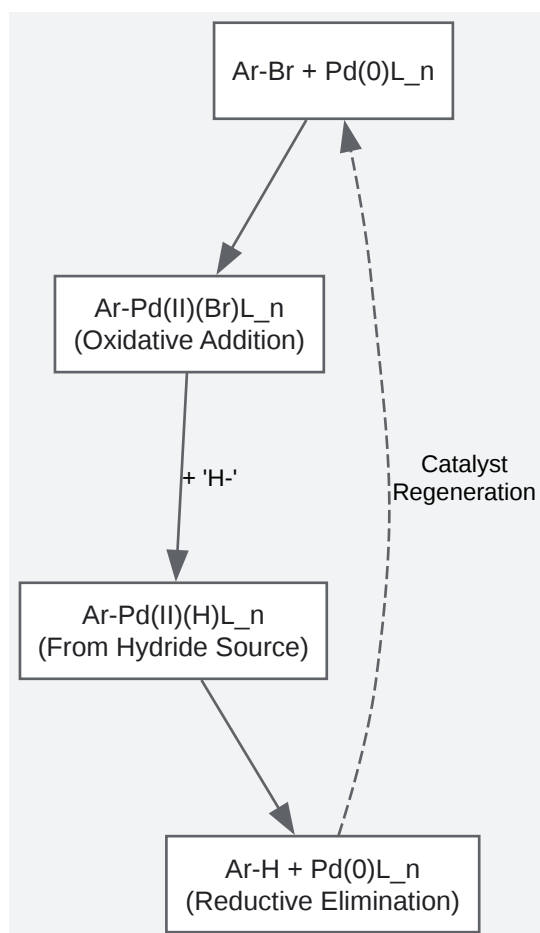 Ar-Br + Pd(0)L_n
Ar-Pd(II)(Br)L_n
(Oxidative Addition)
+ 'H-'
Catalyst
Regeneration
Ar-Pd(II)(H)L_n
(From Hydride Source)
Ar-H + Pd(0)L_n
(Reductive Elimination)